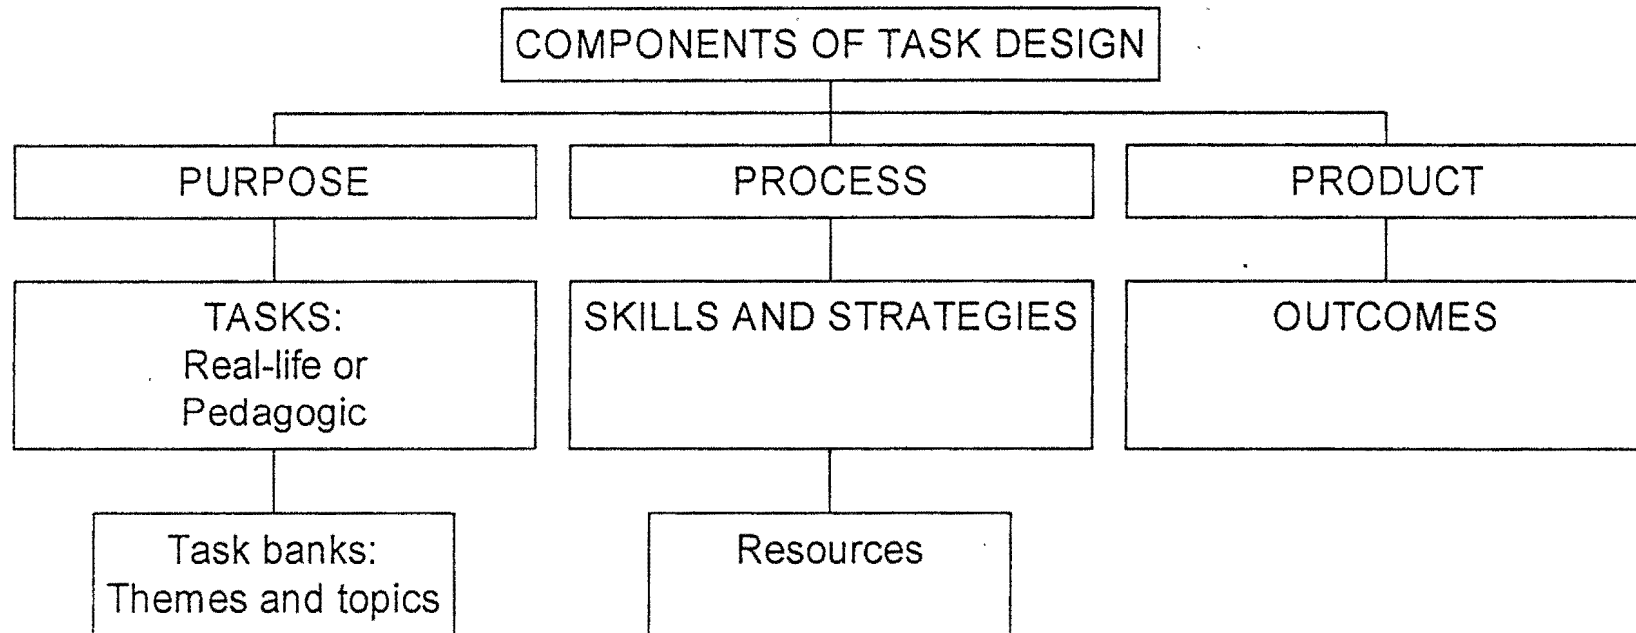 COMPONENTS OF TASK DESIGN
PURPOSE
PROCESS
PRODUCT
TASKS:
Real-life or
Pedagogic
SKILLS AND STRATEGIES
OUTCOMES
Task banks:
Themes and topics
Resources